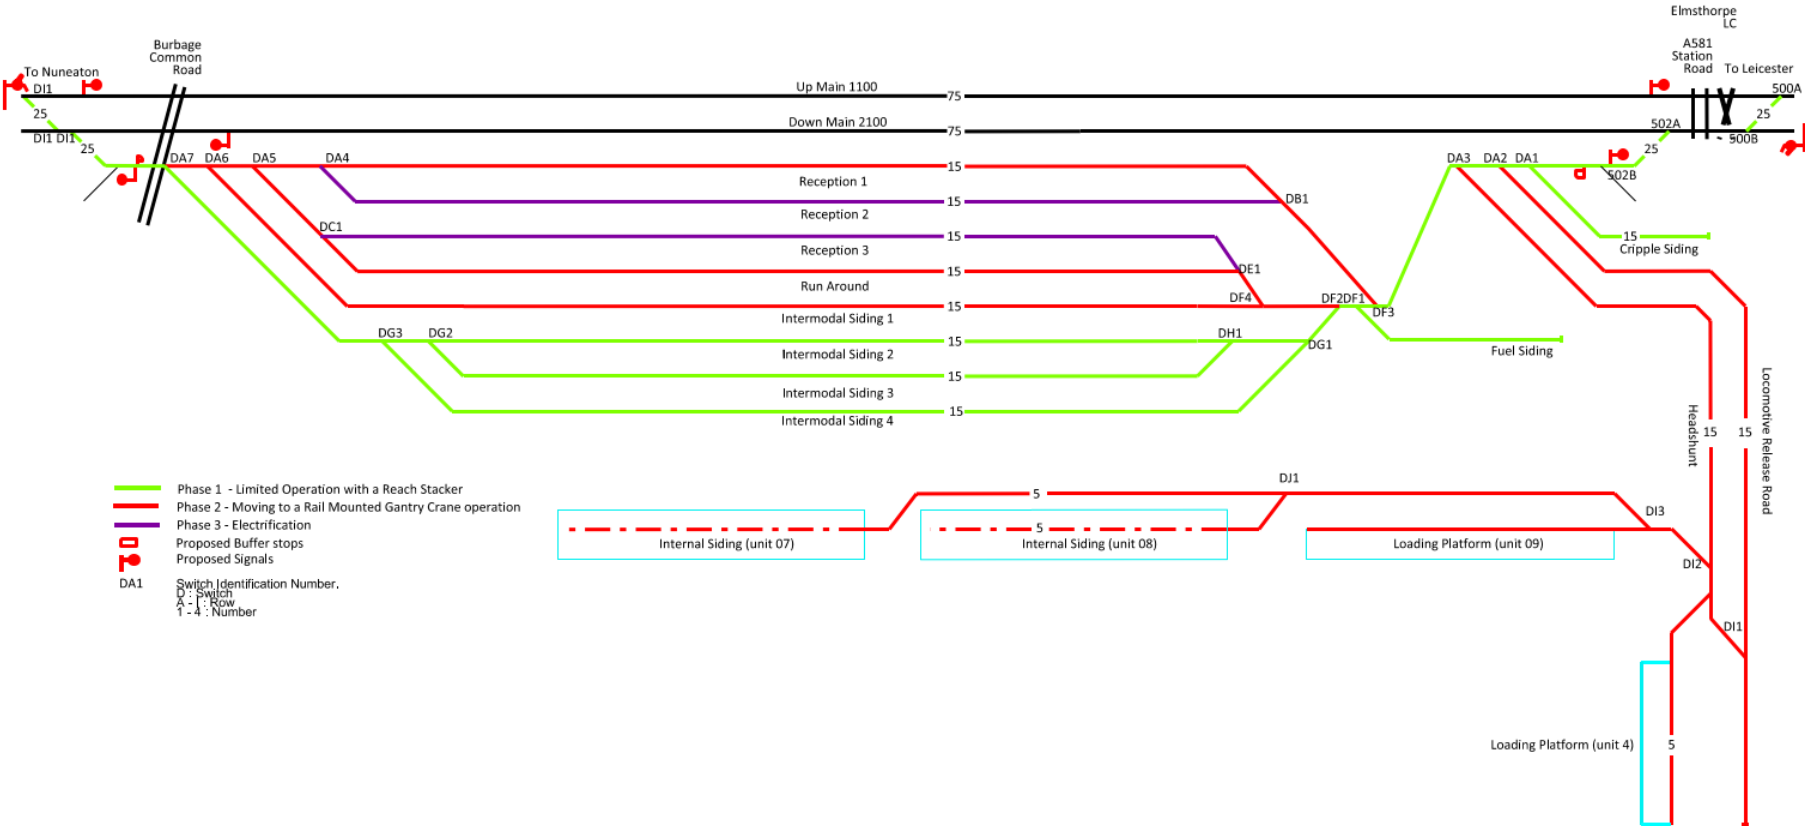 Elmsthorpe
LC
Burbage
Common
Road
A581
Station
Road
To Nuneaton
To Leicester
DI1
Up Main 1100
75
500A
25
25
Down Main 2100
75
502A
DI1 DI1
500B
25
25
DA7
DA6
DA5
DA4
15
DA3
DA2
DA1
502B
Reception 1
15
DB1
Reception 2
DC1
15
15
Reception 3
Cripple Siding
15
DE1
Run Around
15
DF4
DF2DF1
DF3
Intermodal Siding 1
DG3
DG2
15
DH1
DG1
Intermodal Siding 2
Fuel Siding
15
Intermodal Siding 3
15
Intermodal Siding 4
Headshunt
15
15
Locomotive Release Road
Phase 1 - Limited Operation with a Reach Stacker
Phase 2 - Moving to a Rail Mounted Gantry Crane operation
Phase 3 - Electrification
Proposed Buffer stops
Proposed Signals
DA1
Switch Identification Number.
D : Switch
A - I : Row
1 - 4 : Number
DJ1
5
DI3
5
Internal Siding (unit 07)
Internal Siding (unit 08)
Loading Platform (unit 09)
DI2
DI1
Loading Platform (unit 4)
5